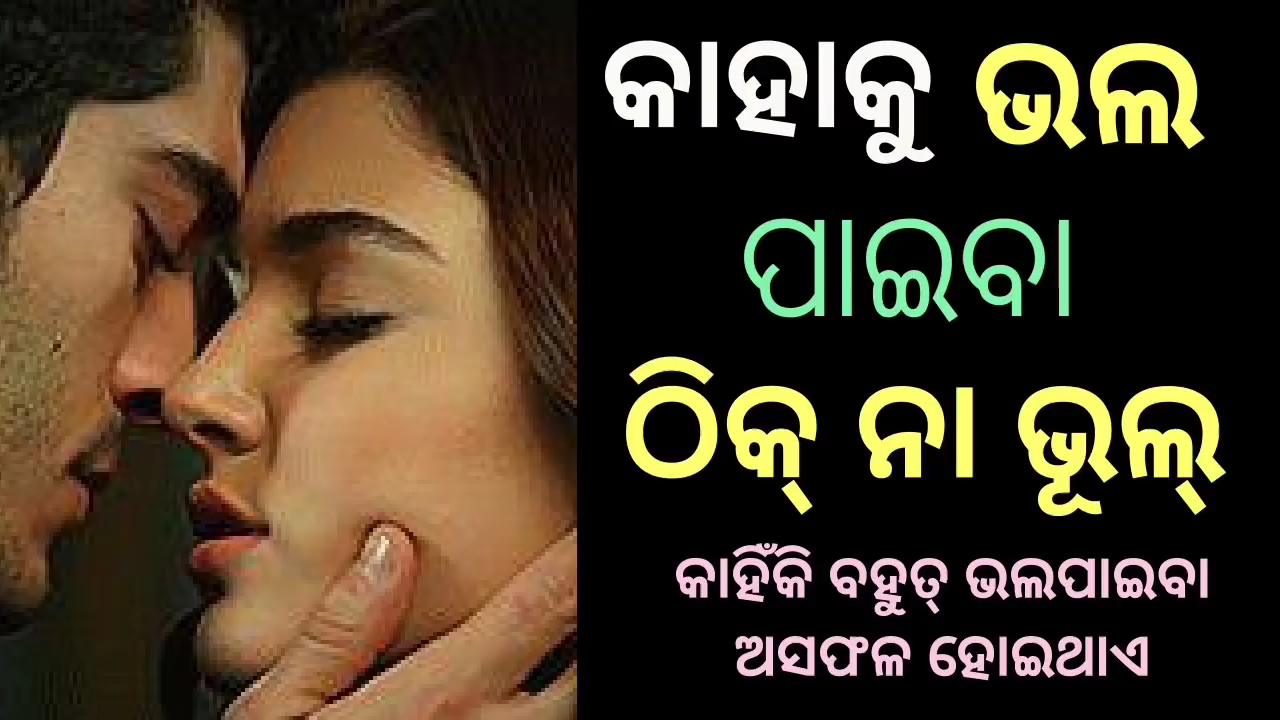 କାହାକୁ ଭଲ
ପାଇବା
ଠିକ୍ ନା ଭୂଲ୍
କାହିଁକି ବହୁତ୍ ଭଲପାଇବା
ଅସଫଳ ହୋଇଥାଏ